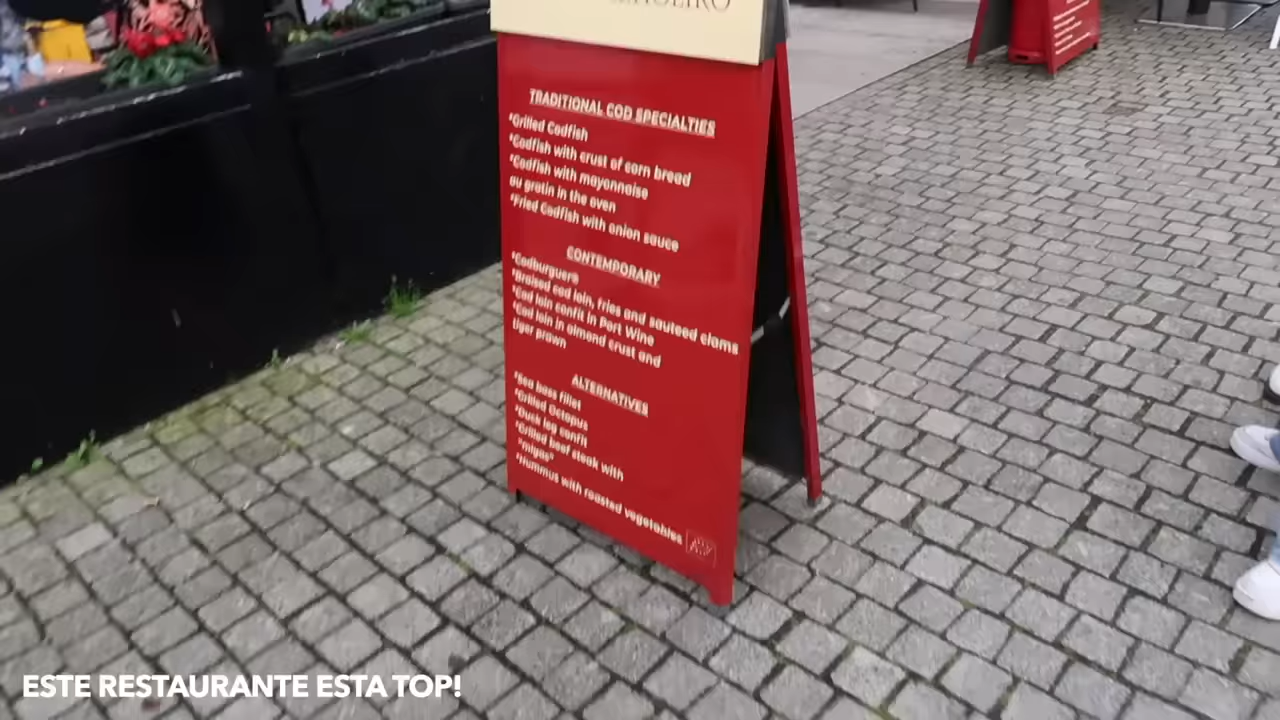 TRADITIONAL COD SPECIALTIES
*Grilled Codfish
*Codfish with crust of corn bread
*Codfish with mayonnaise
au gratin in the oven
*Fried Codfish with onion sauce
CONTEMPORARY
*Codburguers
*Braised cod loin, fries and sauteed clams
*Cod loin confit in Port Wine
*Cod loin in almond crust and
tiger prawn
ALTERNATIVES
*Sea bass fillet
*Grilled Octopus
*Duck leg confit
*Grilled beef steak with
"migas"
*Hummus with roasted vegetables
ESTE RESTAURANTE ESTA TOP!